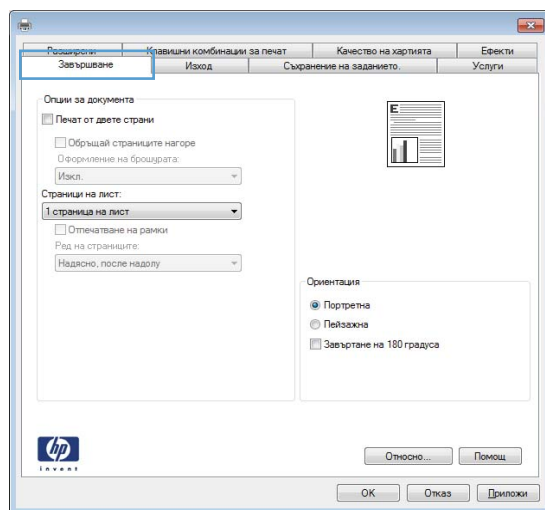 Разширени Клавишни комбинации за печат Качество на хартията Ефекти
Завършване Изход Съхранение на заданието. Услуги
Опции за документа
Печат от двете страни
Обръщай страниците нагоре
Оформление на брошурата:
Изкл.
Страници на лист:
1 страница на лист
Отпечатване на рамки
Ред на страниците:
Надясно, после надолу
E
Ориентация
Портретна
Пейзажна
Завъртане на 180 градуса
hp
invent
Относно... Помощ
OK Отказ Приложи